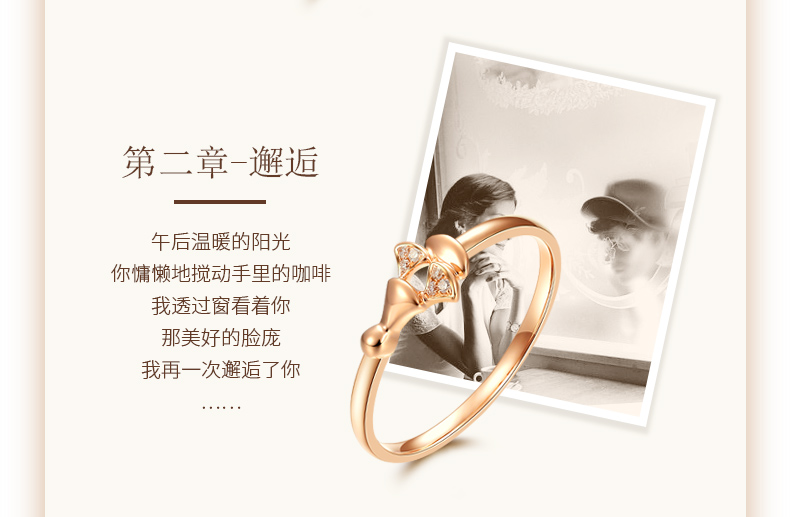 第二章-邂逅
午后温暖的阳光
你慵懒地搅动手里的咖啡
我透过窗看着你
那美好的脸庞
我再一次邂逅了你
……